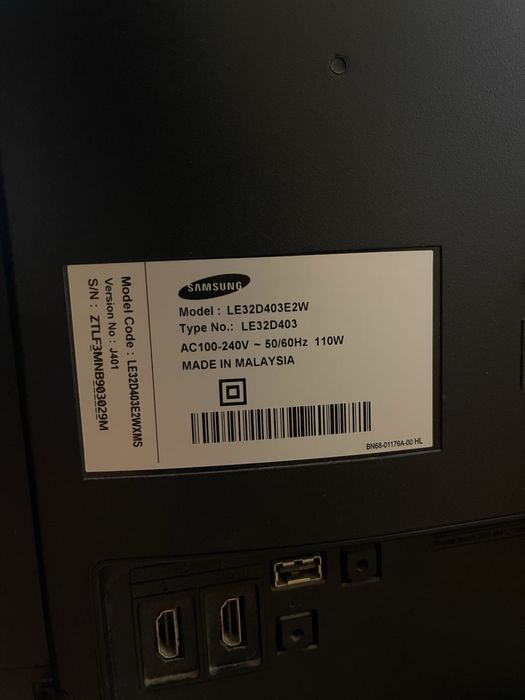 SAMSUNG
Model : LE32D403E2W
Type No.: LE32D403
AC100-240V ~ 50/60Hz 110W
MADE IN MALAYSIA
BN68-01176A-00 HL
Model Code : LE32D403E2WXMS
Version No : J401
S/N : ZTLF3MNB903029M